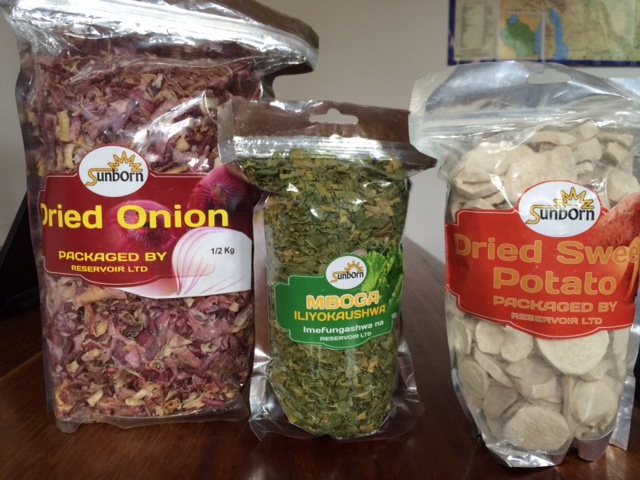 Sunborn
Dried Onion
1/2 Kg
PACKAGED BY
RESERVOIR LTD
Sunborn
MBOGA
ILIYOKAUSHWA
Imefungashwa na
RESERVOIR LTD
Sunborn
Dried Swee
Potato
PACKAGED BY
RESERVOIR LTD